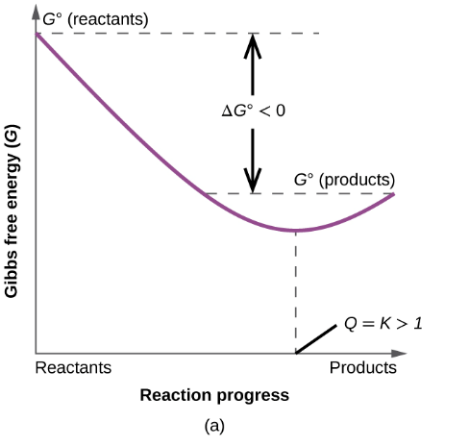 G° (reactants)
ΔG° < 0
G° (products)
Gibbs free energy (G)
Q = K > 1
Reactants
Products
Reaction progress
(a)